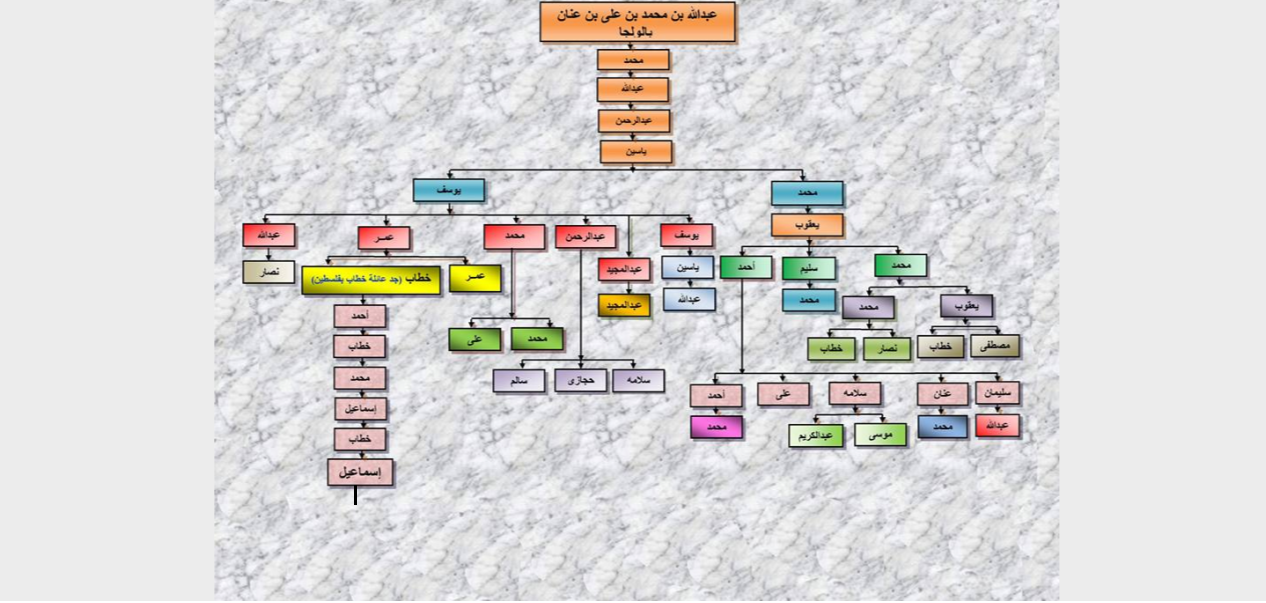 عبدالله بن محمد بن على بن عنان
بالولجا
محمد
عبدالله
عبدالرحمن
ياسين
محمد
يوسف
يعقوب
يوسف
عبدالرحمن
محمد
عمـر
عبدالله
محمد
سليم
أحمد
ياسين
عبدالمجيد
عمـر
خطاب (جد عائلة خطاب بفلسطين)
نصار
يعقوب
محمد
محمد
عبدالله
عبدالمجيد
أحمد
مصطفى
خطاب
نصار
خطاب
محمد
على
خطاب
سلامه
حجازى
سالم
محمد
سليمان
عنان
سلامه
على
أحمد
إسماعيل
عبدالله
محمد
موسى
عبدالكريم
محمد
خطاب
إسماعيل